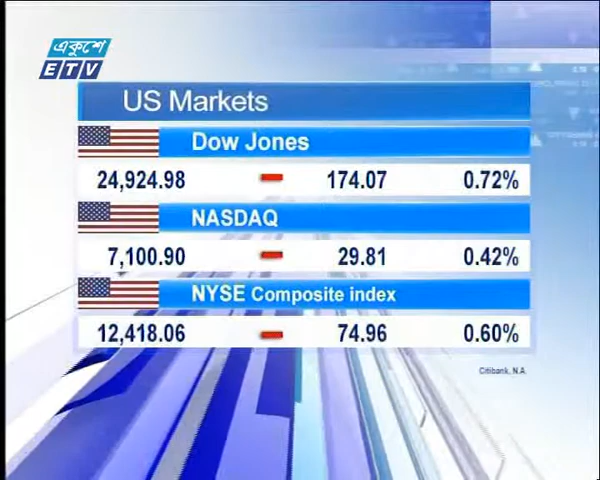 একুশে
ETV
US Markets
Dow Jones
24,924.98 - 174.07 0.72%
NASDAQ
7,100.90 - 29.81 0.42%
NYSE Composite index
12,418.06 - 74.96 0.60%
Citibank, N.A.